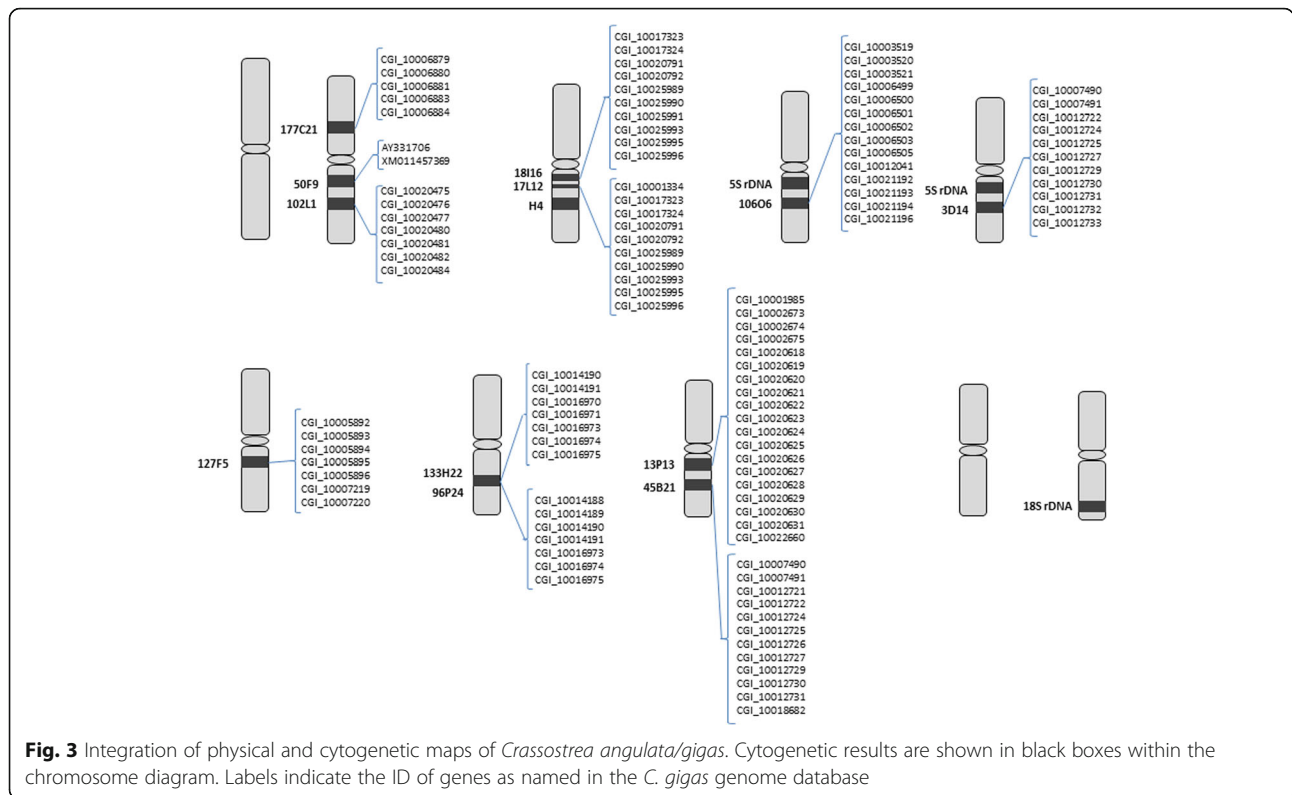 177C21
CGI_10006879
CGI_10006880
CGI_10006881
CGI_10006883
CGI_10006884
50F9
AY331706
XM011457369
102L1
CGI_10020475
CGI_10020476
CGI_10020477
CGI_10020480
CGI_10020481
CGI_10020482
CGI_10020484
18I16
CGI_10017323
CGI_10017324
CGI_10020791
CGI_10020792
CGI_10025989
CGI_10025990
CGI_10025991
CGI_10025993
CGI_10025995
CGI_10025996
17L12
H4
CGI_10001334
CGI_10017323
CGI_10017324
CGI_10020791
CGI_10020792
CGI_10025989
CGI_10025990
CGI_10025993
CGI_10025995
CGI_10025996
5S rDNA
106O6
CGI_10003519
CGI_10003520
CGI_10003521
CGI_10006499
CGI_10006500
CGI_10006501
CGI_10006502
CGI_10006503
CGI_10006505
CGI_10012041
CGI_10021192
CGI_10021193
CGI_10021194
CGI_10021196
5S rDNA
3D14
CGI_10007490
CGI_10007491
CGI_10012722
CGI_10012724
CGI_10012725
CGI_10012727
CGI_10012729
CGI_10012730
CGI_10012731
CGI_10012732
CGI_10012733
127F5
CGI_10005892
CGI_10005893
CGI_10005894
CGI_10005895
CGI_10005896
CGI_10007219
CGI_10007220
133H22
CGI_10014190
CGI_10014191
CGI_10016970
CGI_10016971
CGI_10016973
CGI_10016974
CGI_10016975
96P24
CGI_10014188
CGI_10014189
CGI_10014190
CGI_10014191
CGI_10016973
CGI_10016974
CGI_10016975
13P13
CGI_10001985
CGI_10002673
CGI_10002674
CGI_10002675
CGI_10020618
CGI_10020619
CGI_10020620
CGI_10020621
CGI_10020622
CGI_10020623
CGI_10020624
CGI_10020625
CGI_10020626
CGI_10020627
CGI_10020628
CGI_10020629
CGI_10020630
CGI_10020631
CGI_10022660
45B21
CGI_10007490
CGI_10007491
CGI_10012721
CGI_10012722
CGI_10012724
CGI_10012725
CGI_10012726
CGI_10012727
CGI_10012729
CGI_10012730
CGI_10012731
CGI_10018682
18S rDNA
Fig. 3 Integration of physical and cytogenetic maps of Crassostrea angulata/gigas. Cytogenetic results are shown in black boxes within the
chromosome diagram. Labels indicate the ID of genes as named in the C. gigas genome database